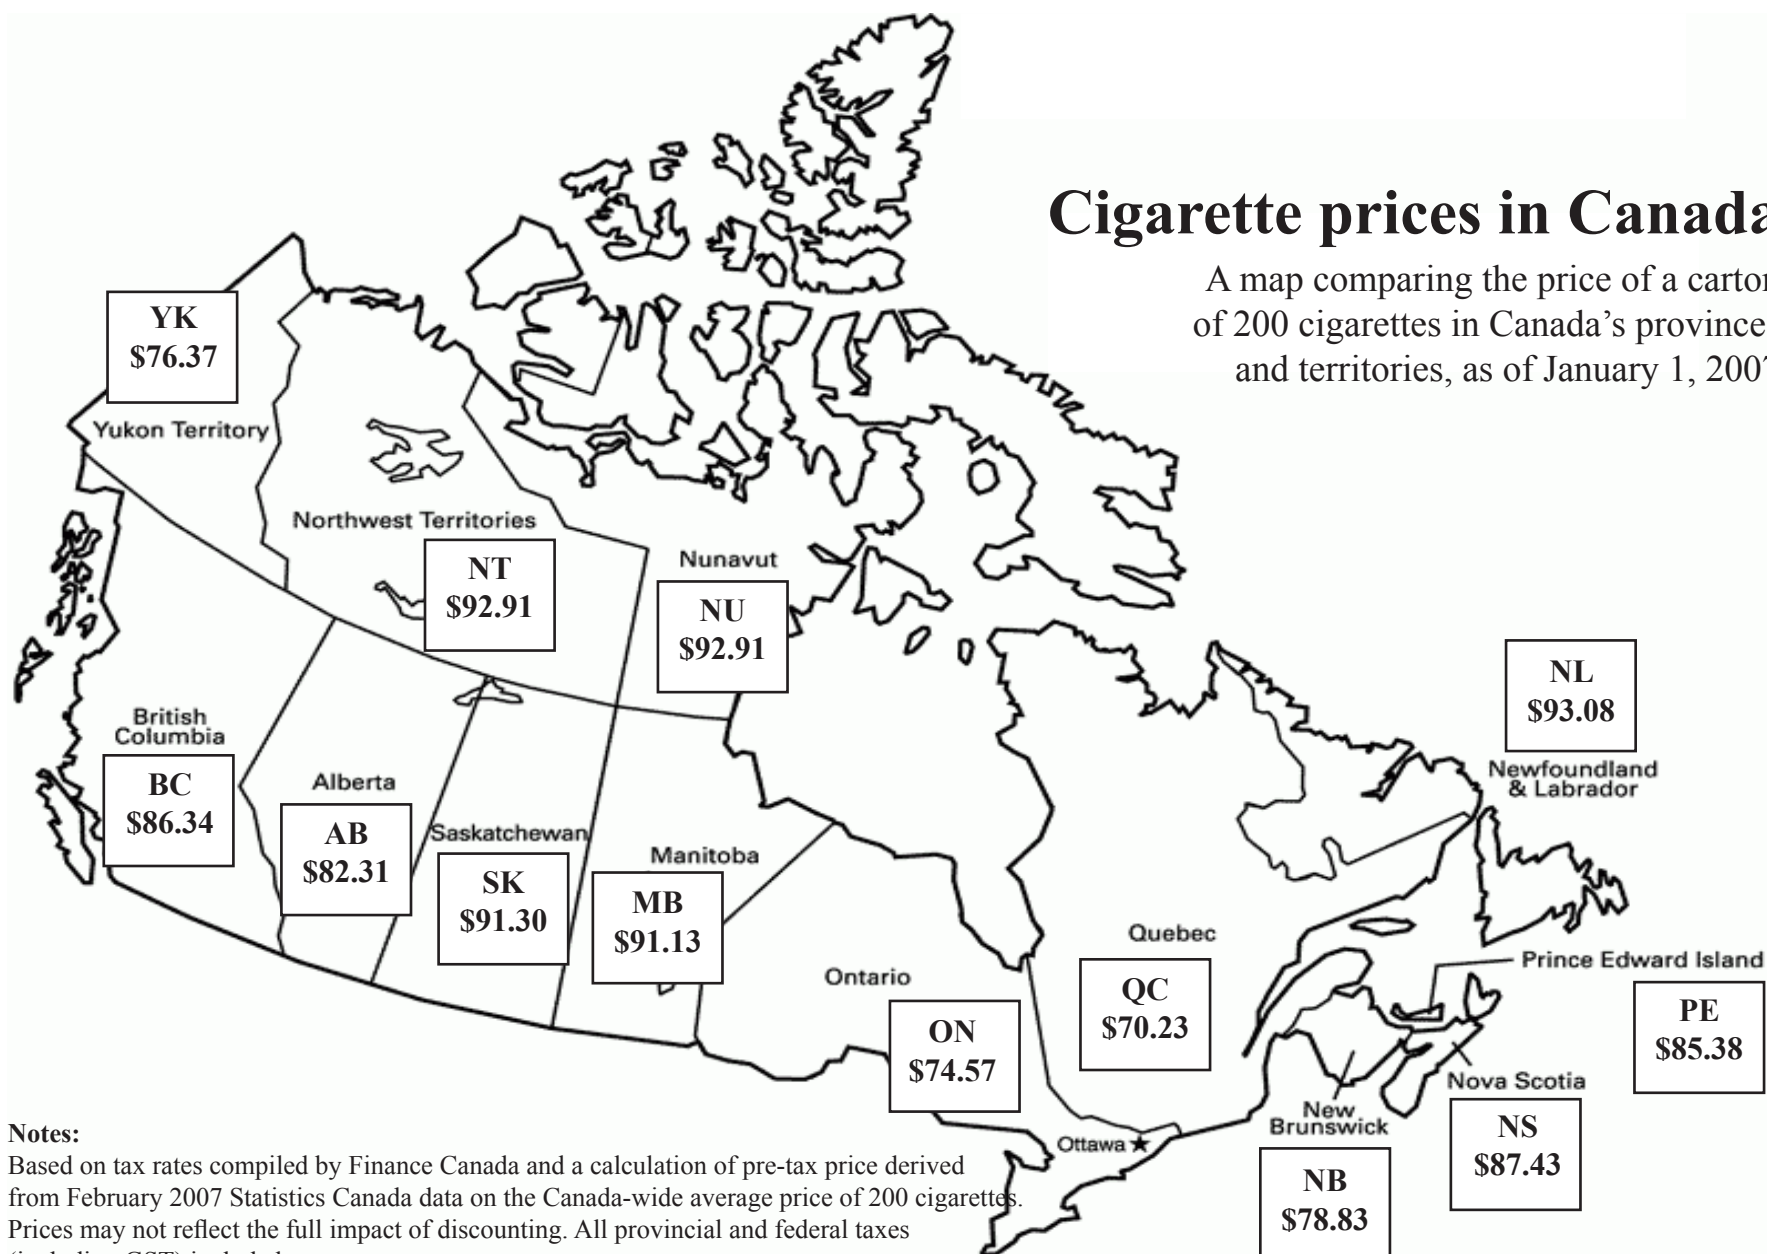 Cigarette prices in Canada
A map comparing the price of a carton
of 200 cigarettes in Canada's province
and territories, as of January 1, 2007
YK
$76.37
Yukon Territory
Northwest Territories
NT
$92.91
Nunavut
NU
$92.91
NL
$93.08
Newfoundland
& Labrador
British
Columbia
BC
$86.34
Alberta
AB
$82.31
Saskatchewan
SK
$91.30
Manitoba
MB
$91.13
Ontario
ON
$74.57
Quebec
QC
$70.23
Prince Edward Island
PE
$85.38
Nova Scotia
NS
$87.43
New
Brunswick
NB
$78.83
Ottawa
Notes:
Based on tax rates compiled by Finance Canada and a calculation of pre-tax price derived
from February 2007 Statistics Canada data on the Canada-wide average price of 200 cigarettes.
Prices may not reflect the full impact of discounting. All provincial and federal taxes